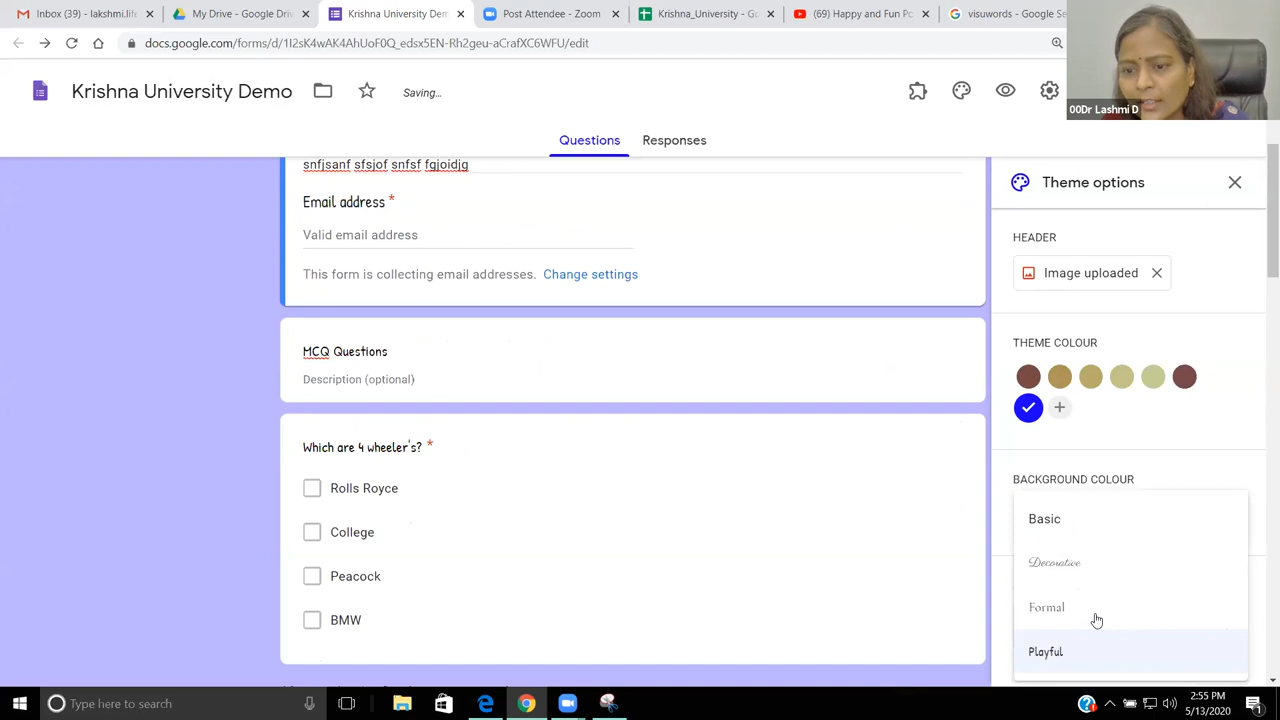 Inbox (39) - lashmi.life
My Drive - Google Drive
Krishna University Demo
Post Attendee - Zoom
Krishna_University - Go
(69) Happy and Fun Po
visuwords - Google Se
docs.google.com/forms/d/1I2sK4wAK4AhUoF0Q_edsx5EN-Rh2geu-aCrafXC6WFU/edit
Krishna University Demo
Saving...
00Dr Lashmi D
Questions
Responses
snfjsanf sfsjof snfsf fgjoidjg
Email address *
Valid email address
This form is collecting email addresses. Change settings
MCQ Questions
Description (optional)
Which are 4 wheeler's? *
Rolls Royce
College
Peacock
BMW
Theme options
HEADER
Image uploaded
THEME COLOUR
BACKGROUND COLOUR
Basic
Decorative
Formal
Playful
Type here to search
2:55 PM
5/13/2020